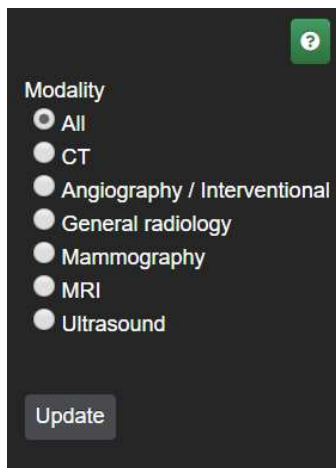 ?
Modality
All
CT
Angiography / Interventional
General radiology
Mammography
MRI
Ultrasound
Update